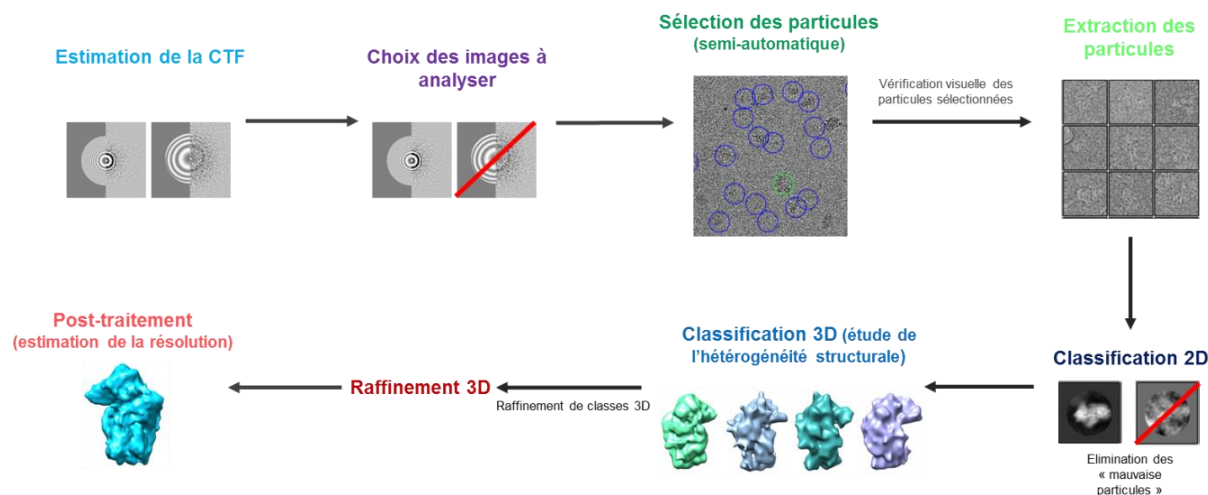 Estimation de la CTF
Choix des images à
analyser
Sélection des particules
(semi-automatique)
Vérification visuelle des
particules sélectionnées
Extraction des
particules
Classification 2D
Elimination des
« mauvaise
particules »
Classification 3D (étude de
l'hétérogénéité structurale)
Raffinement de classes 3D
Raffinement 3D
Post-traitement
(estimation de la résolution)